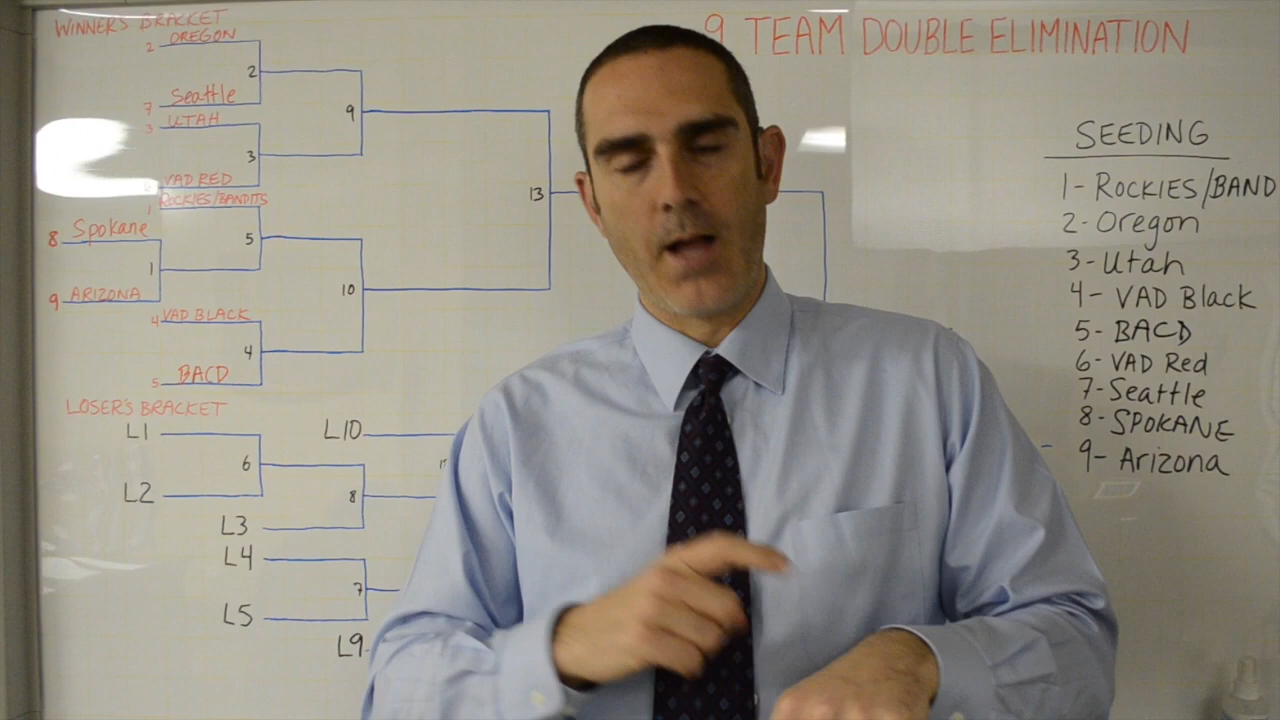 WINNER'S BRACKET
9 TEAM DOUBLE ELIMINATION
2 OREGON
2
7 Seattle
9
3 UTAH
3
VAD RED
1 ROCKIES/BANDITS
13
8 Spokane
5
1
10
9 ARIZONA
4 VAD BLACK
4
5 BACD
SEEDING
1- ROCKIES/BAND
2- Oregon
3- Utah
4- VAD Black
5- BACD
6- VAD Red
7- Seattle
8- SPOKANE
9- Arizona
LOSER'S BRACKET
L1
L10
6
L2
8
L3
L4
7
L5
L9